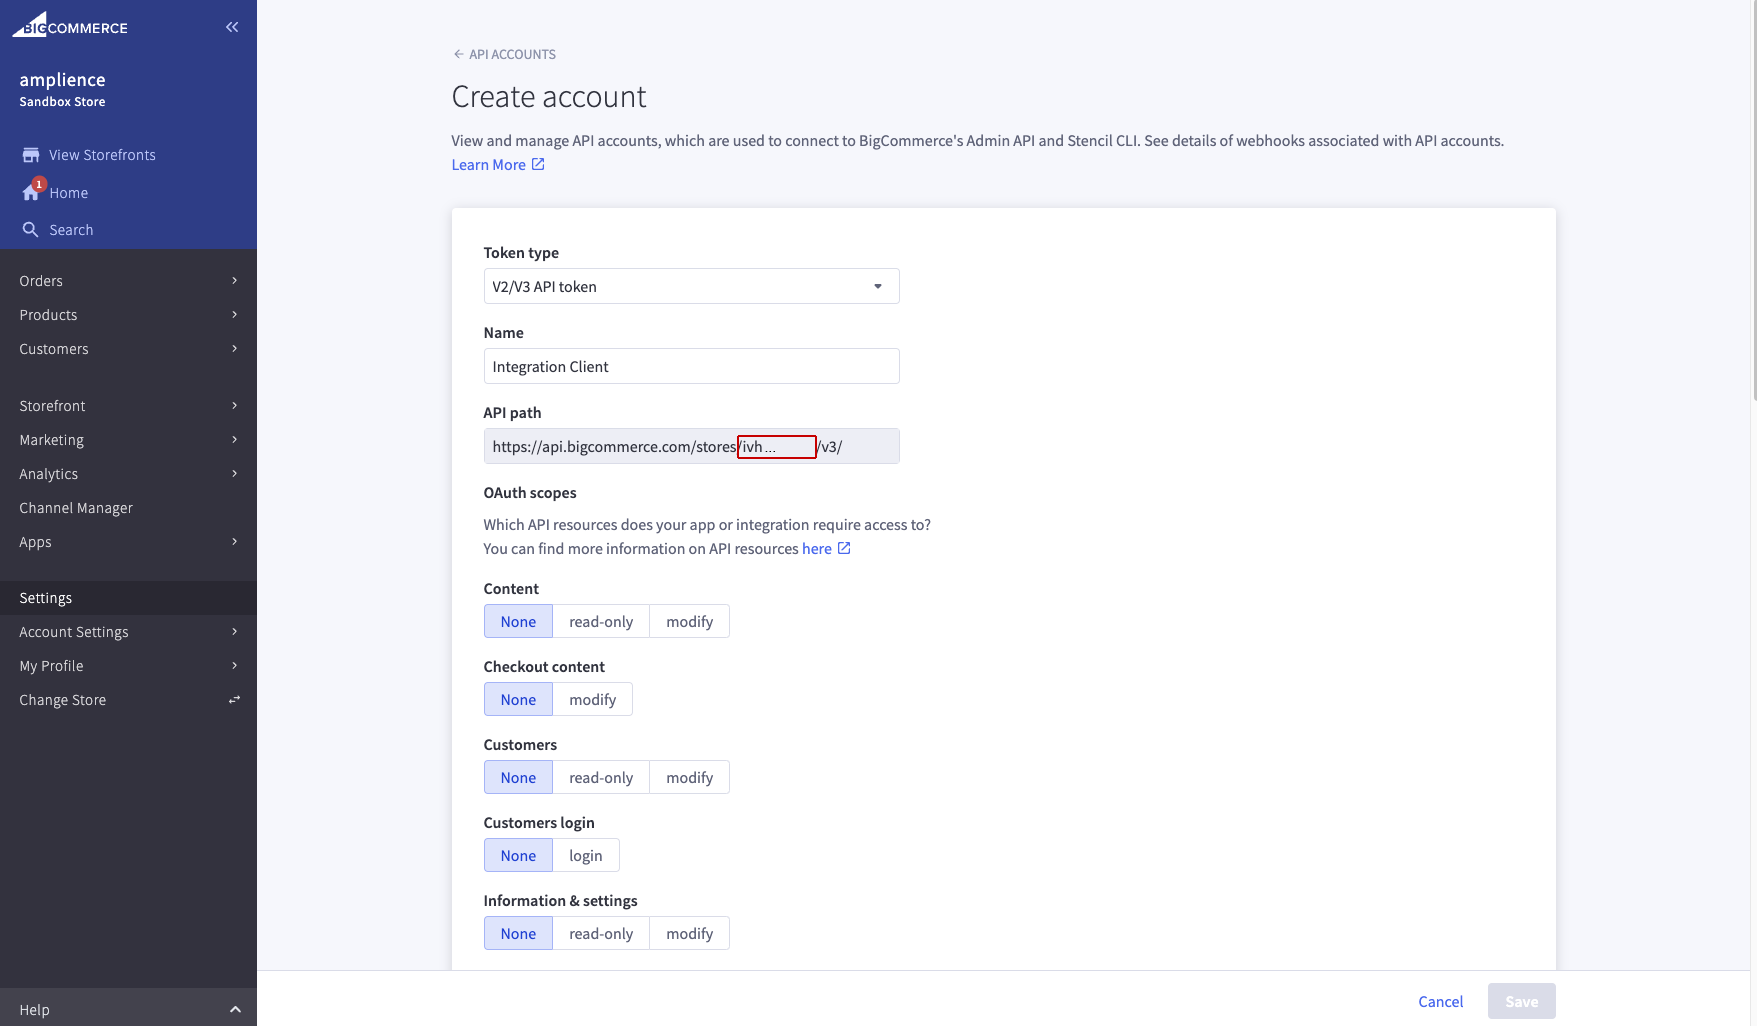 BIGCOMMERCE
amplience
Sandbox Store
View Storefronts
1
Home
Search
Orders
Products
Customers
Storefront
Marketing
Analytics
Channel Manager
Apps
Settings
Account Settings
My Profile
Change Store
Help
API ACCOUNTS
Create account
View and manage API accounts, which are used to connect to BigCommerce's Admin API and Stencil CLI. See details of webhooks associated with API accounts.
Learn More
Token type
V2/V3 API token
Name
Integration Client
API path
https://api.bigcommerce.com/stores/ivh... /v3/
OAuth scopes
Which API resources does your app or integration require access to?
You can find more information on API resources here
Content
None read-only modify
Checkout content
None modify
Customers
None read-only modify
Customers login
None login
Information & settings
None read-only modify
Cancel Save